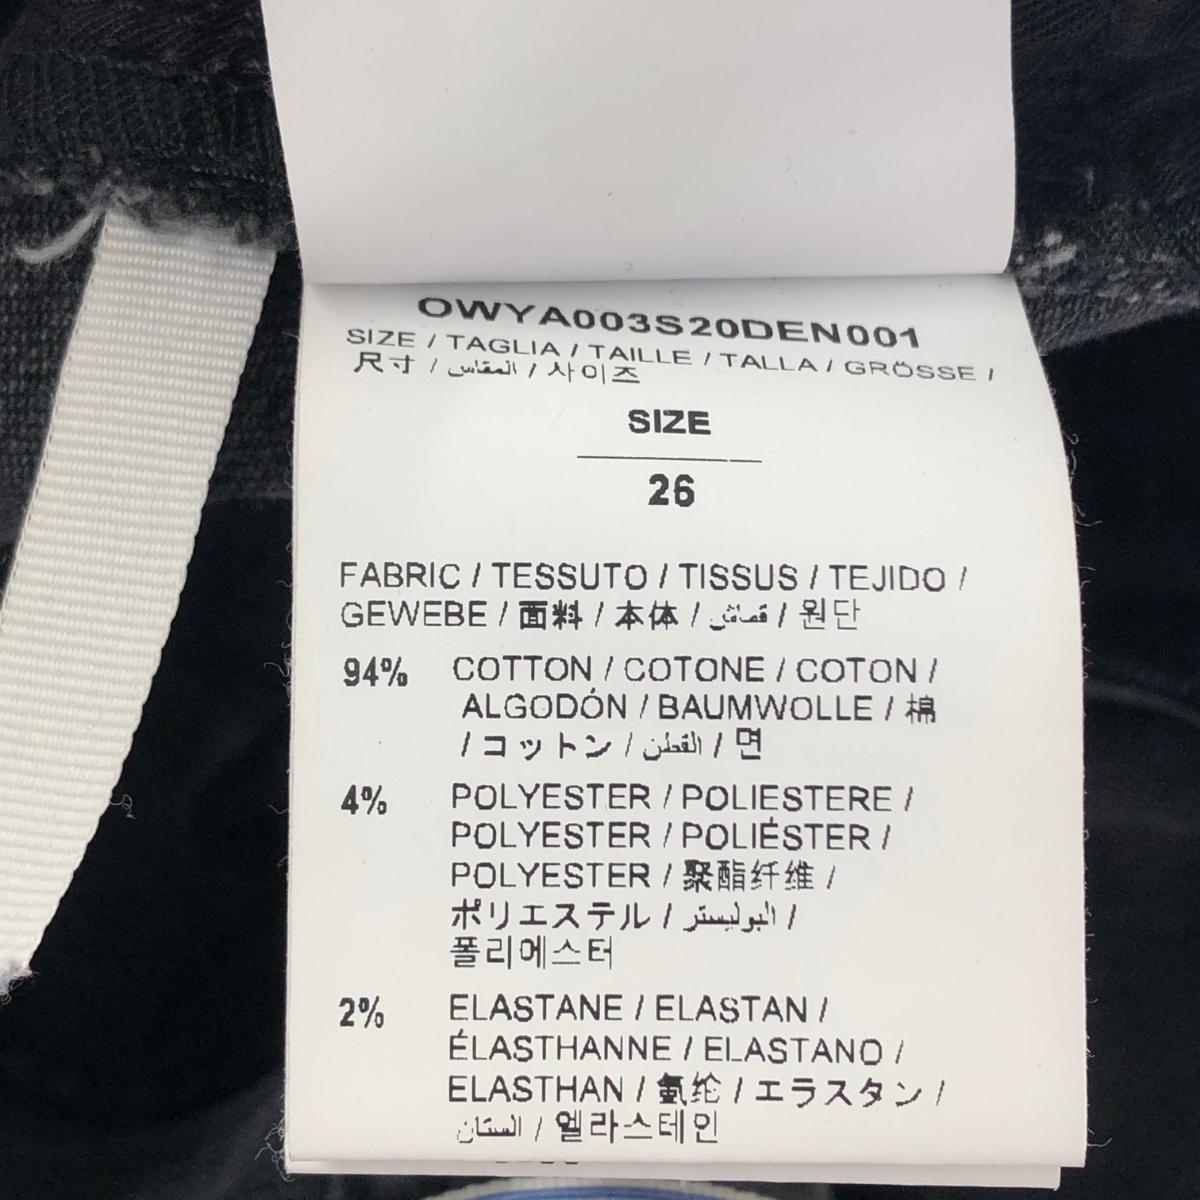 OWYA003S20DEN001
SIZE / TAGLIA / TAILLE / TALLA / GRÖSSE /
尺寸 / المقاس / 사이즈
SIZE
26
FABRIC / TESSUTO / TISSUS / TEJIDO /
GEWEBE / 面料 / 本体 / قماش / 원단
94% COTTON / COTONE / COTON /
ALGODÓN / BAUMWOLLE / 棉
/ コットン / القطن / 면
4% POLYESTER / POLIESTERE /
POLYESTER / POLIÉSTER /
POLYESTER / 聚酯纤维 /
ポリエステル / البوليستر /
폴리에스터
2% ELASTANE / ELASTAN /
ÉLASTHANNE / ELASTANO /
ELASTHAN / 氨纶 / エラスタン /
الستان / 엘라스테인